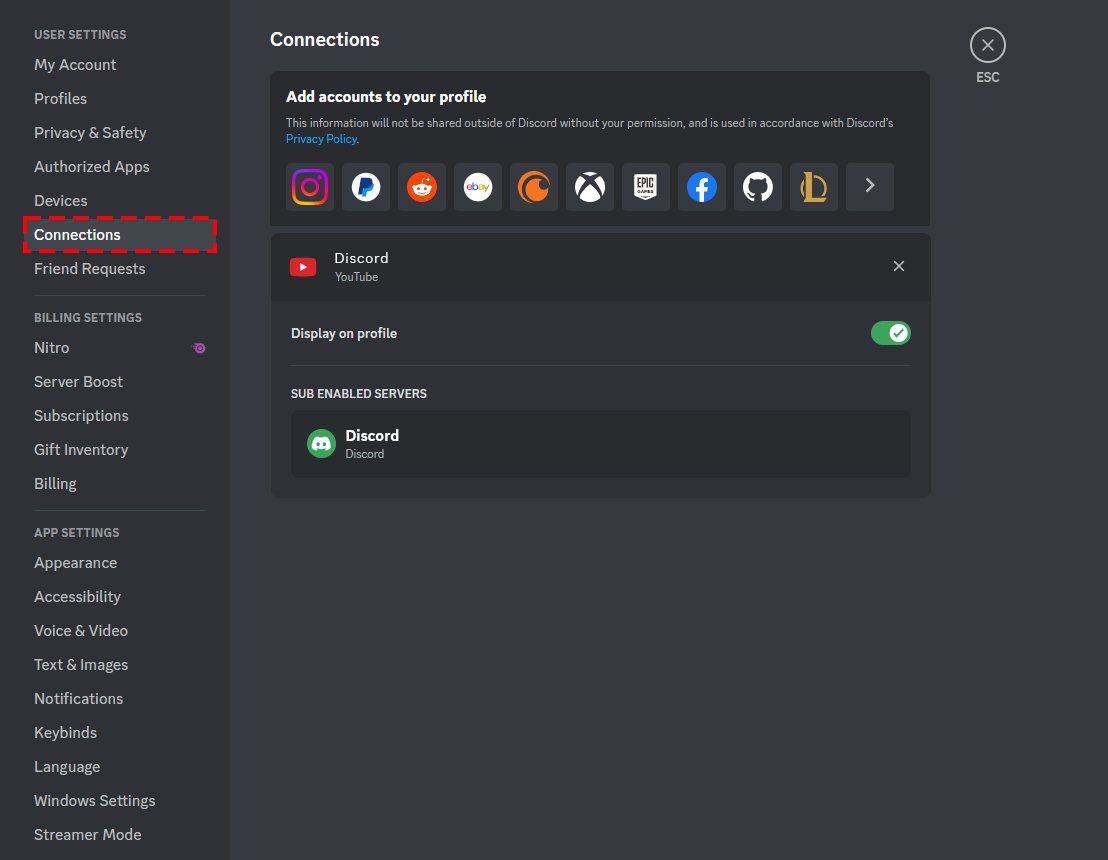 USER SETTINGS
My Account
Profiles
Privacy & Safety
Authorized Apps
Devices
Connections
Friend Requests
BILLING SETTINGS
Nitro
Server Boost
Subscriptions
Gift Inventory
Billing
APP SETTINGS
Appearance
Accessibility
Voice & Video
Text & Images
Notifications
Keybinds
Language
Windows Settings
Streamer Mode
Connections
ESC
Add accounts to your profile
This information will not be shared outside of Discord without your permission, and is used in accordance with Discord's
Privacy Policy.
ebay
EPIC
GAMES
Discord
YouTube
Display on profile
SUB ENABLED SERVERS
Discord
Discord